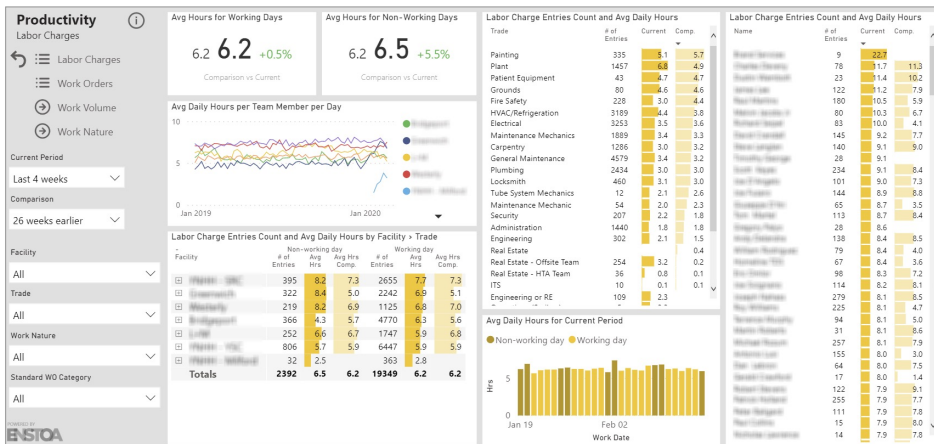 Productivity
Labor Charges
Labor Charges
Work Orders
Work Volume
Work Nature
Current Period
Last 4 weeks
Comparison
26 weeks earlier
Facility
All
Trade
All
Work Nature
All
Standard WO Category
All
POWERED BY
ENSTOA
Avg Hours for Working Days
6.2 6.2 +0.5%
Comparison vs Current
Avg Hours for Non-Working Days
6.2 6.5 +5.5%
Comparison vs Current
Avg Daily Hours per Team Member per Day
10
5
0
Jan 2019 Jan 2020
Labor Charge Entries Count and Avg Daily Hours by Facility > Trade
Non-working day Working day
Facility # of Entries Avg Hrs Avg Hrs Comp. # of Entries Avg Hrs Avg Hrs Comp.
395 8.2 7.3 2655 7.7 7.3
322 8.4 5.0 2242 6.9 5.1
219 8.2 6.9 1125 6.8 7.0
366 4.3 5.7 4770 6.3 5.6
252 6.6 6.7 1747 5.9 6.8
806 5.7 5.9 6447 5.9 5.9
32 2.5 363 2.8
Totals 2392 6.5 6.2 19349 6.2 6.2
Labor Charge Entries Count and Avg Daily Hours
Trade # of Entries Current Comp.
Painting 335 5.1 5.7
Plant 1457 6.8 4.9
Patient Equipment 43 4.7 4.7
Grounds 80 4.6 4.6
Fire Safety 228 3.0 4.4
HVAC/Refrigeration 3189 4.4 3.8
Electrical 3253 3.5 3.6
Maintenance Mechanics 1889 3.4 3.3
Carpentry 1286 3.0 3.2
General Maintenance 4579 3.4 3.1
Plumbing 2434 3.0 3.0
Locksmith 460 3.1 3.0
Tube System Mechanics 12 2.1 2.6
Maintenance Mechanic 54 2.0 2.3
Security 207 2.2 1.8
Administration 1440 1.8 1.8
Engineering 302 2.1 1.5
Real Estate 0.4
Real Estate - Offsite Team 254 3.2 0.2
Real Estate - HTA Team 36 0.8 0.1
ITS 10 0.1 0.1
Engineering or RE 109 2.3
Avg Daily Hours for Current Period
Non-working day Working day
Hrs
5
0
Jan 19 Feb 02
Work Date
Labor Charge Entries Count and Avg Daily Hours
Name # of Entries Current Comp.
9 22.7
78 11.7 11.3
23 11.4 10.2
122 11.2 7.9
180 10.5 5.9
80 10.3 6.7
83 10.0 4.1
145 9.2 7.7
140 9.1 9.0
28 9.1
234 9.1 8.4
101 9.0 7.3
144 8.9 8.8
65 8.7 3.5
113 8.7 8.4
28 8.6
138 8.4 8.5
79 8.4 4.0
67 8.4 3.6
98 8.3 7.2
114 8.2 8.1
279 8.1 8.5
225 8.1 4.7
94 8.1 5.0
31 8.1 8.6
257 8.1 7.9
155 8.0 3.0
64 8.0 7.5
17 8.0 1.4
122 7.9 9.1
255 7.9 7.7
111 7.9 7.8
15 7.9 8.0
14 7.9 7.8